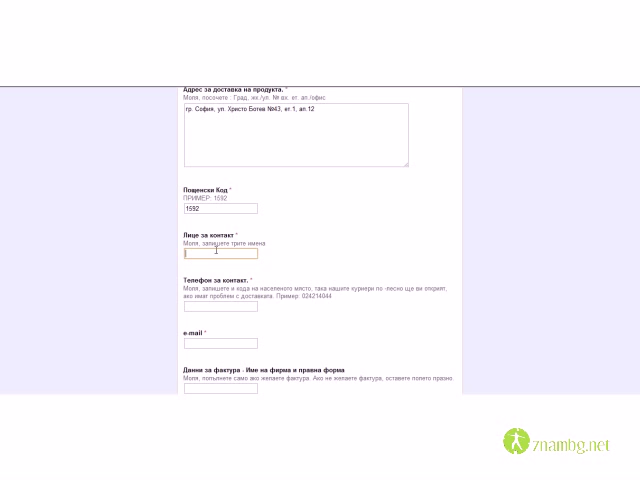 Адрес за доставка на продукта. *
Моля, посочете : Град, жк./ул. № вх. ет. ап./офис
гр. София, ул. Христо Ботев №43, ет.1, ап.12
Пощенски Код *
ПРИМЕР: 1592
1592
Лице за контакт *
Моля, запишете трите имена
Телефон за контакт. *
Моля, запишете и кода на населеното място, така нашите куриери по -лесно ще ви открият,
ако имат проблем с доставката. Пример: 024214044
e-mail *
Данни за фактура - Име на фирма и правна форма
Моля, попълнете само ако желаете фактура. Ако не желаете фактура, оставете полето празно.
znambg.net